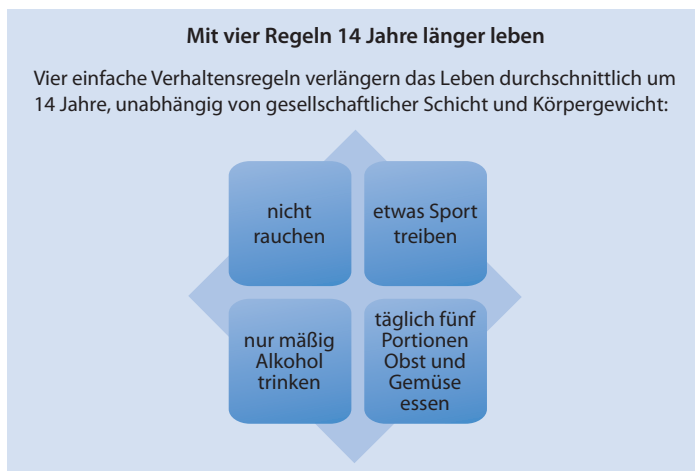 Mit vier Regeln 14 Jahre länger leben
Vier einfache Verhaltensregeln verlängern das Leben durchschnittlich um
14 Jahre, unabhängig von gesellschaftlicher Schicht und Körpergewicht:
nicht
rauchen
etwas Sport
treiben
nur mäßig
Alkohol
trinken
täglich fünf
Portionen
Obst und
Gemüse
essen